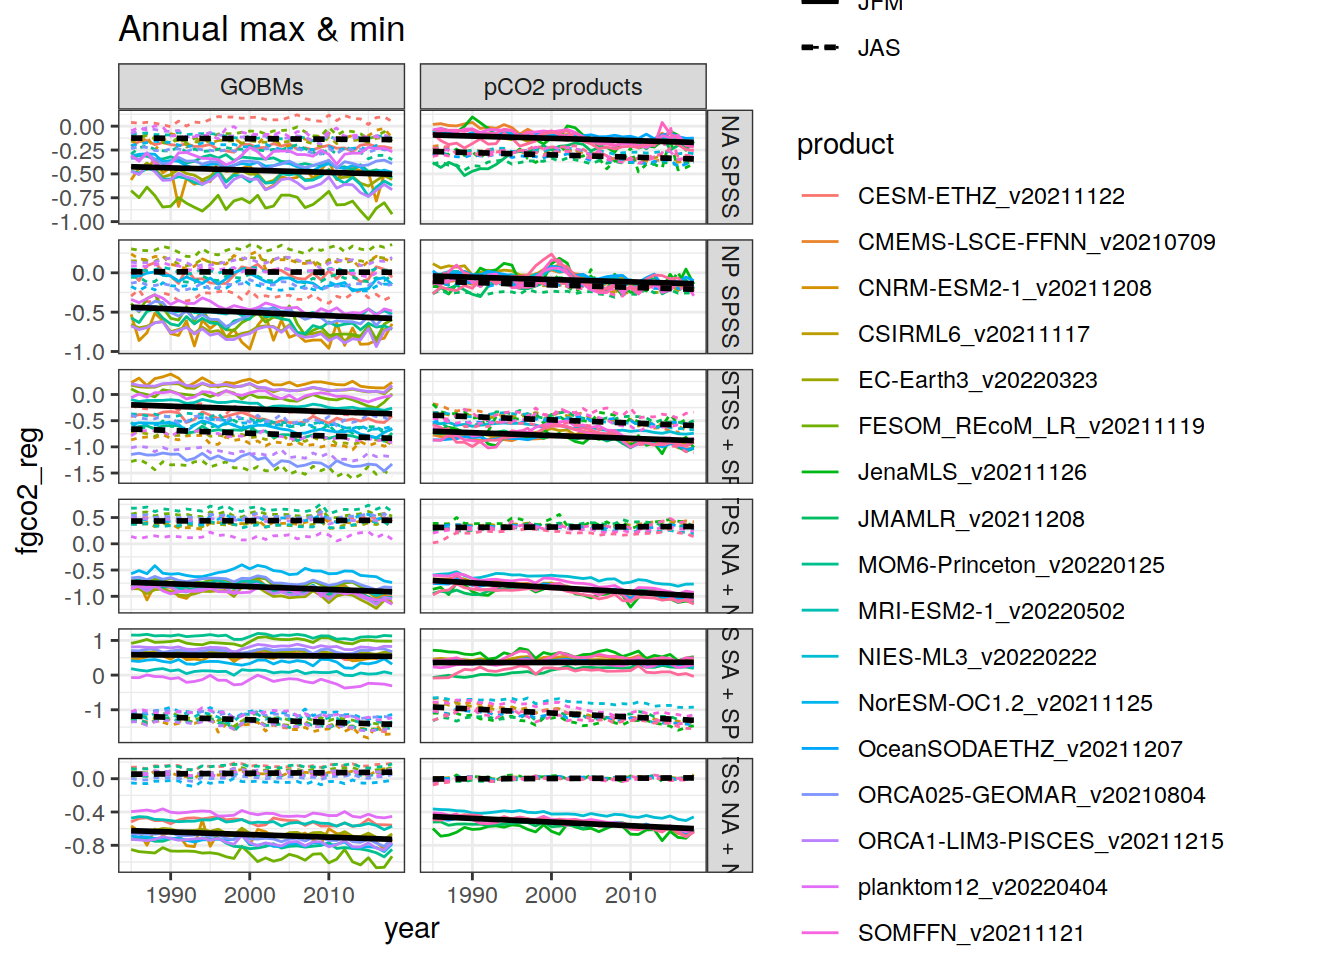 Annual max & min
GOBMs
pCO2 products
0.00
-0.25
-0.50
-0.75
-1.00
NA SPSS
0.0
-0.5
-1.0
NP SPSS
0.0
-0.5
-1.0
-1.5
STSS + SP
0.5
0.0
-0.5
-1.0
PS NA + N
1
0
-1
S SA + SP
0.0
-0.4
-0.8
SS NA + N
1990 2000 2010
1990 2000 2010
year
fgco2_reg
JFM
JAS
product
CESM-ETHZ_v20211122
CMEMS-LSCE-FFNN_v20210709
CNRM-ESM2-1_v20211208
CSIRML6_v20211117
EC-Earth3_v20220323
FESOM_REcoM_LR_v20211119
JenaMLS_v20211126
JMAMLR_v20211208
MOM6-Princeton_v20220125
MRI-ESM2-1_v20220502
NIES-ML3_v20220222
NorESM-OC1.2_v20211125
OceanSODAETHZ_v20211207
ORCA025-GEOMAR_v20210804
ORCA1-LIM3-PISCES_v20211215
planktom12_v20220404
SOMFFN_v20211121